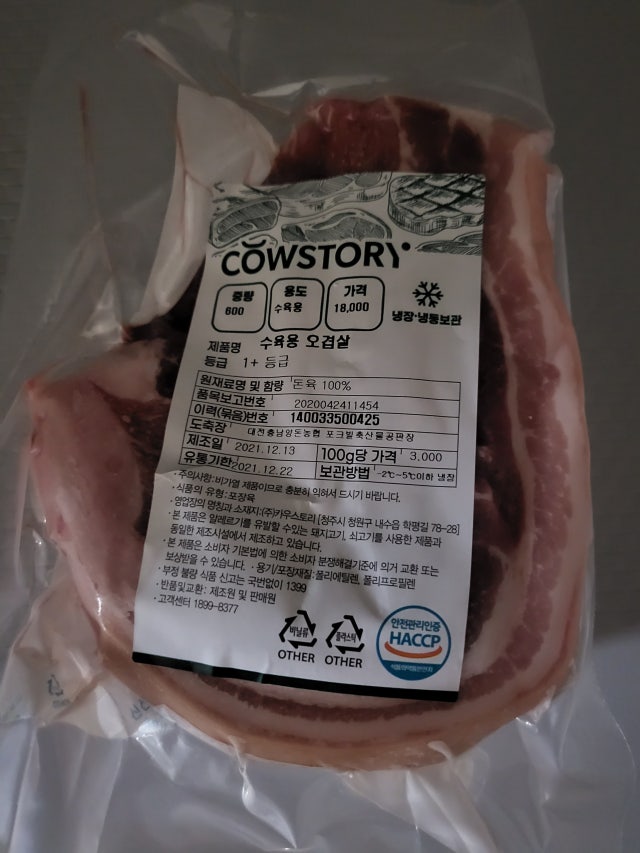 COWSTORY
중량 용도 가격
600 수육용 18,000
냉장·냉동보관
제품명 수육용 오겹살
등급 1+ 등급
원재료명 및 함량 돈육 100%
품목보고번호 2020042411454
이력(묶음)번호 140033500425
도축장 대전충남양돈농협 포크빌축산물공판장
제조일 2021.12.13 100g당 가격 3,000
유통기한 2021.12.22 보관방법 -2℃~5℃이하 냉장
·주의사항:비가열 제품이므로 충분히 익혀서 드시기 바랍니다.
·식품의 유형:포장육
·영업장의 명칭과 소재지:(주)카우스토리 [청주시 청원구 내수읍 학평길 78-28]
·본 제품은 알레르기를 유발할 수있는 돼지고기, 쇠고기를 사용한 제품과
동일한 제조시설에서 제조하고 있습니다.
·본 제품은 소비자 기본법에 의한 소비자 분쟁해결기준에 의거 교환 또는
보상받을 수 있습니다. ·용기/포장재질:폴리에틸렌, 폴리프로필렌
·부정 불량 식품 신고는 국번없이 1399
·반품및교환: 제조원 및 판매원
·고객센터 1899-8377
비닐류 플라스틱
OTHER OTHER
안전관리인증
HACCP
식품의약품안전처